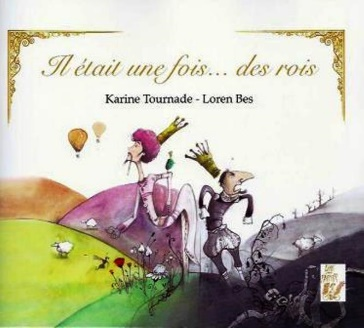 Il était une fois... des rois
Karine Tournade - Loren Bes